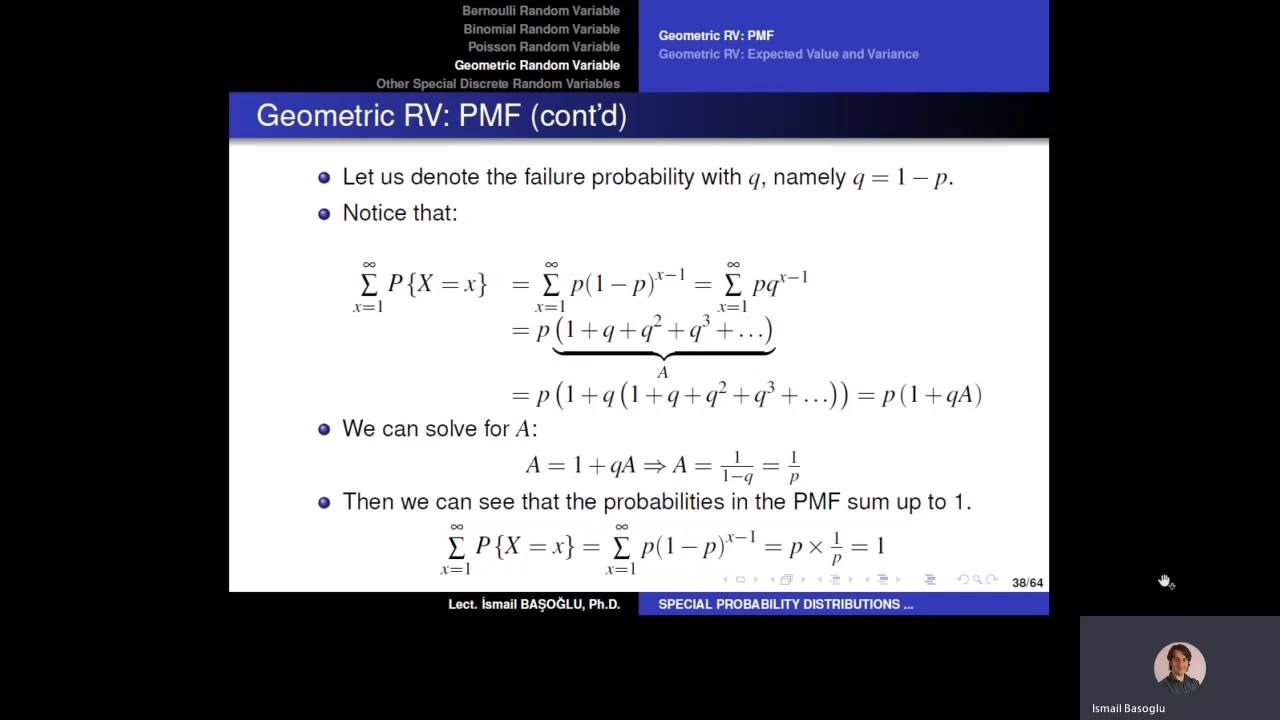 Bernoulli Random Variable
Binomial Random Variable
Poisson Random Variable
Geometric Random Variable
Other Special Discrete Random Variables
Geometric RV: PMF
Geometric RV: Expected Value and Variance
Geometric RV: PMF (cont'd)
Let us denote the failure probability with q, namely q = 1 − p.
Notice that:
∑_{x=1}^{∞} P{X = x} = ∑_{x=1}^{∞} p(1 − p)^{x−1} = ∑_{x=1}^{∞} pq^{x−1}
= p (1 + q + q² + q³ + …)
A
= p (1 + q (1 + q + q² + q³ + …)) = p (1 + qA)
We can solve for A:
A = 1 + qA ⇒ A = 1/(1−q) = 1/p
Then we can see that the probabilities in the PMF sum up to 1.
∑_{x=1}^{∞} P{X = x} = ∑_{x=1}^{∞} p(1 − p)^{x−1} = p × 1/p = 1
38/64
Lect. İsmail BAŞOĞLU, Ph.D.
SPECIAL PROBABILITY DISTRIBUTIONS ...
Ismail Basoglu